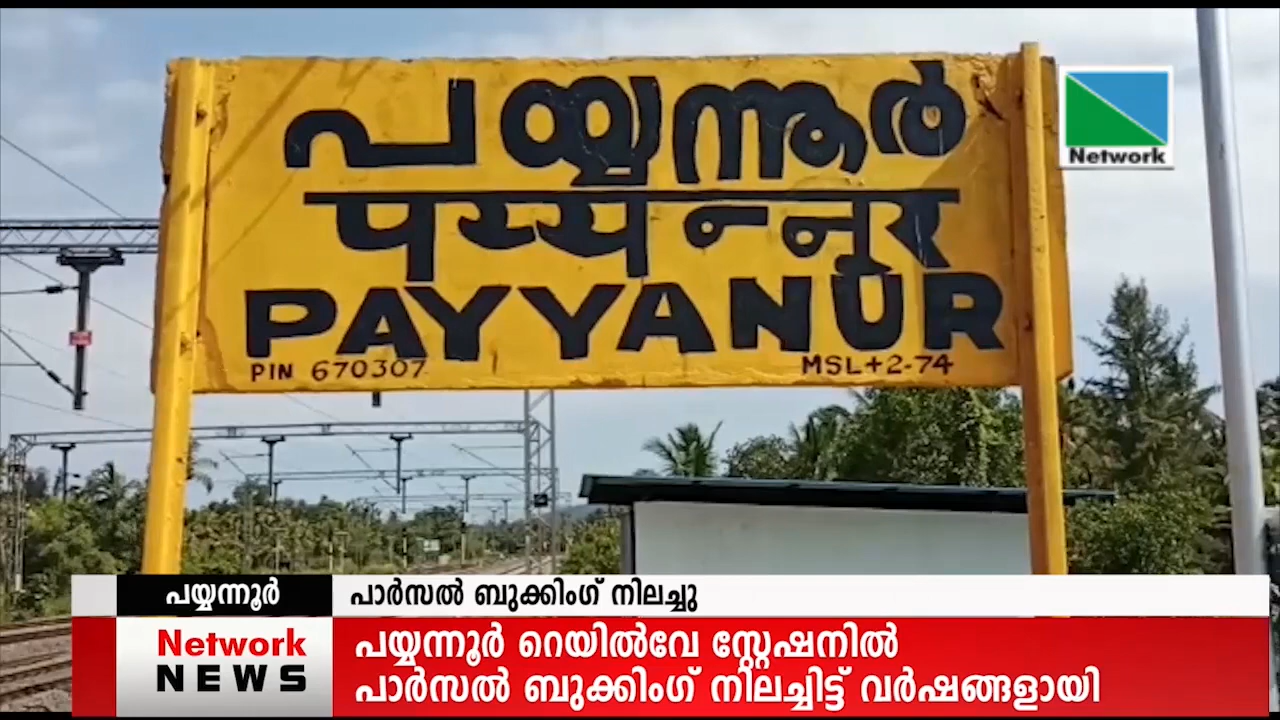 പയ്യന്നൂർ
पय्यन्नूर
PAYYANUR
PIN 670307
MSL+2-74
Network
പയ്യന്നൂർ
പാർസൽ ബുക്കിംഗ് നിലച്ചു
Network
NEWS
പയ്യന്നൂർ റെയിൽവേ സ്റ്റേഷനിൽ
പാർസൽ ബുക്കിംഗ് നിലച്ചിട്ട് വർഷങ്ങളായി